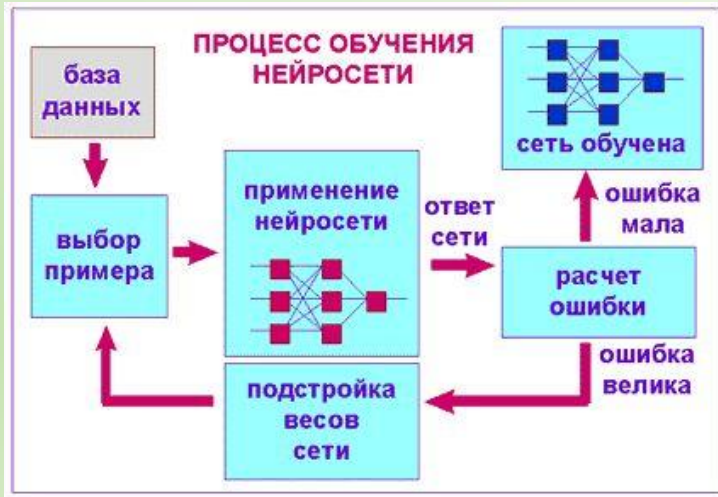 ПРОЦЕСС ОБУЧЕНИЯ
НЕЙРОСЕТИ
база
данных
выбор
примера
применение
нейросети
ответ
сети
расчет
ошибки
ошибка
мала
сеть обучена
ошибка
велика
подстройка
весов
сети